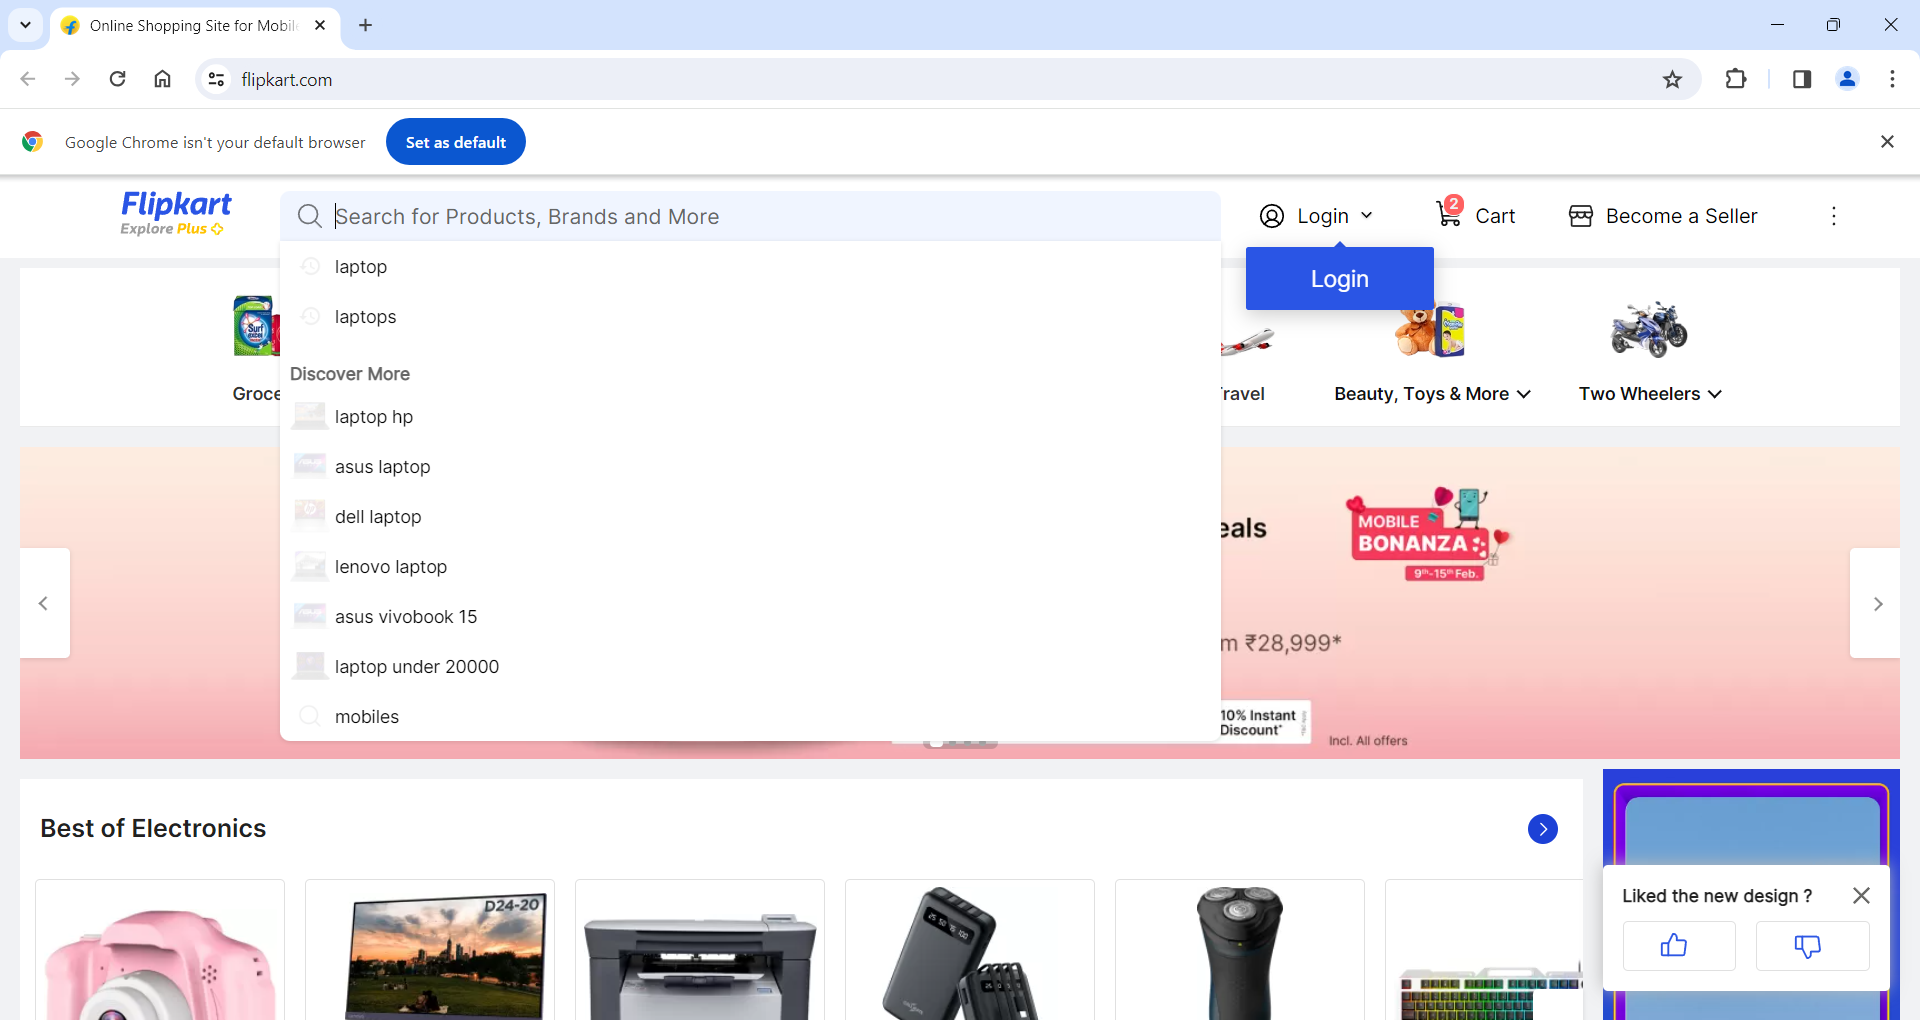 Online Shopping Site for Mobil
flipkart.com
Google Chrome isn't your default browser
Set as default
Flipkart
Explore Plus
Search for Products, Brands and More
Login
2
Cart
Become a Seller
Login
laptop
laptops
Discover More
laptop hp
asus laptop
dell laptop
lenovo laptop
asus vivobook 15
laptop under 20000
mobiles
Surf
excel
Groce
ravel
Beauty, Toys & More
Two Wheelers
eals
MOBILE
BONANZA
9th-15th Feb.
m ₹28,999*
10% Instant
Discount*
Incl. All offers
Best of Electronics
D24-20
Liked the new design ?